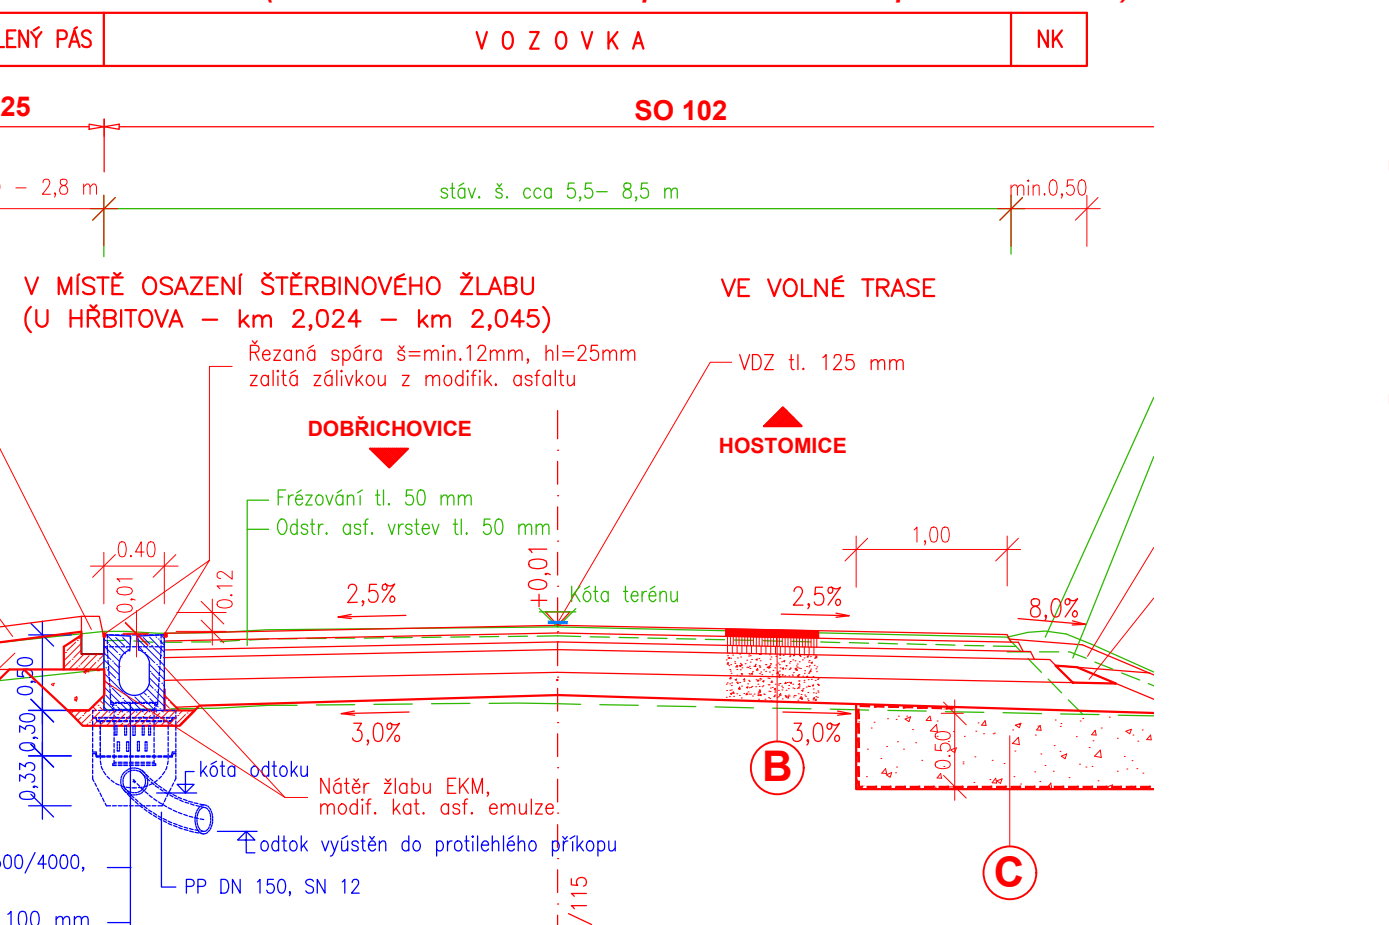 LENÝ PÁS
VOZOVKA
NK
25
SO 102
– 2,8 m
stáv. š. cca 5,5– 8,5 m
min.0,50
V MÍSTĚ OSAZENÍ ŠTĚRBINOVÉHO ŽLABU
(U HŘBITOVA – km 2,024 – km 2,045)
VE VOLNÉ TRASE
Řezaná spára š=min.12mm, hl=25mm
zalitá zálivkou z modifik. asfaltu
VDZ tl. 125 mm
DOBŘICHOVICE
HOSTOMICE
Frézování tl. 50 mm
Odstr. asf. vrstev tl. 50 mm
0.40
0,01
0.12
+0,01
Kóta terénu
1,00
2,5%
2,5%
8,0%
0,50
0,30
0,33
3,0%
3,0%
0.50
B
C
kóta odtoku
Nátěr žlabu EKM,
modif. kat. asf. emulze
odtok vyústěn do protilehlého příkopu
00/4000,
PP DN 150, SN 12
100 mm
/115